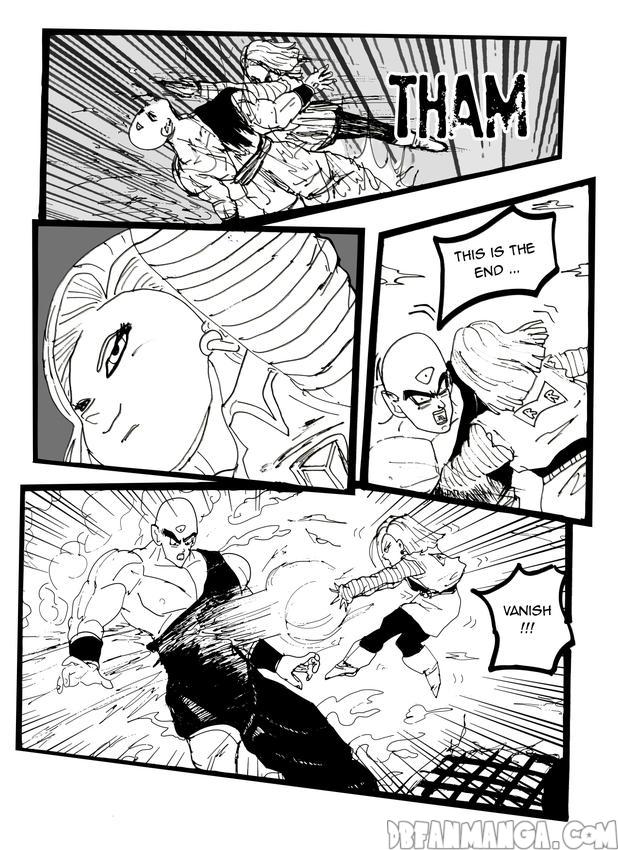 THAM
THIS IS THE
END ...
VANISH
!!!
DBFANMANGA.COM